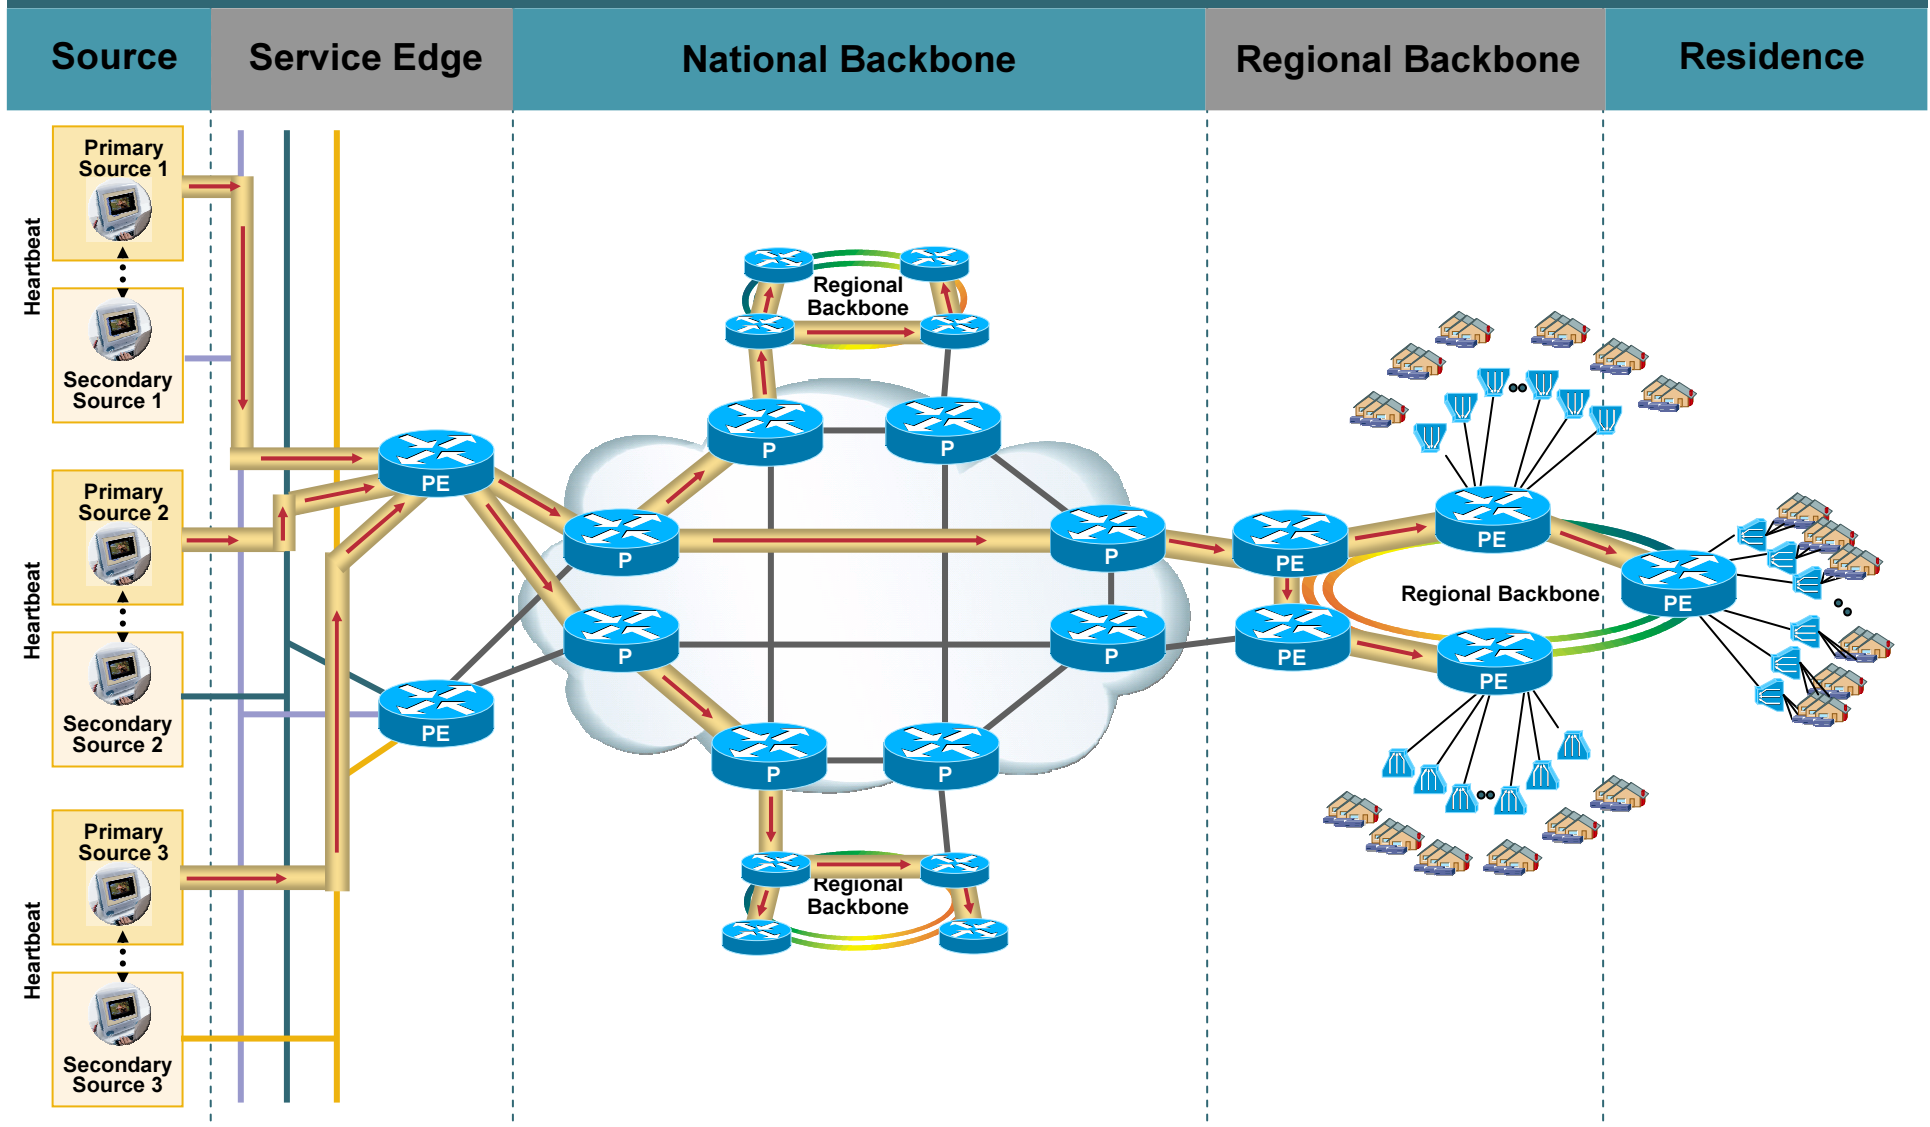 Source
Service Edge
National Backbone
Regional Backbone
Residence
Heartbeat
Primary
Source 1
Secondary
Source 1
Heartbeat
Primary
Source 2
Secondary
Source 2
Heartbeat
Primary
Source 3
Secondary
Source 3
PE
PE
Regional
Backbone
P
P
P
P
P
P
P
P
Regional
Backbone
PE
PE
PE
Regional Backbone
PE
PE